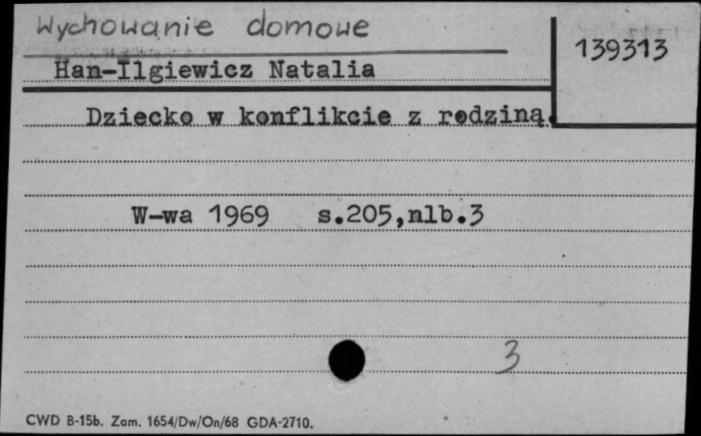 Wychowanie domowe
139313
Han-Ilgiewicz Natalia
Dziecko w konflikcie z rodziną.
W-wa 1969 s.205,nlb.3
3
CWD B-15b. Zam. 1654/Dw/On/68 GDA-2710.